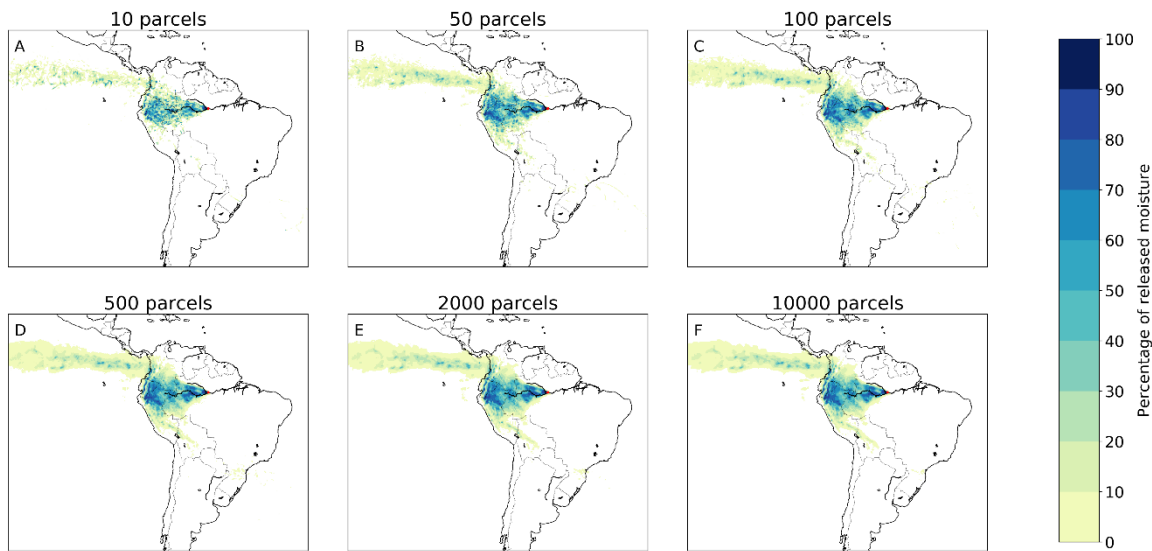 10 parcels
50 parcels
100 parcels
A
B
C
500 parcels
2000 parcels
10000 parcels
D
E
F
100
90
80
70
60
50
40
30
20
10
0
Percentage of released moisture